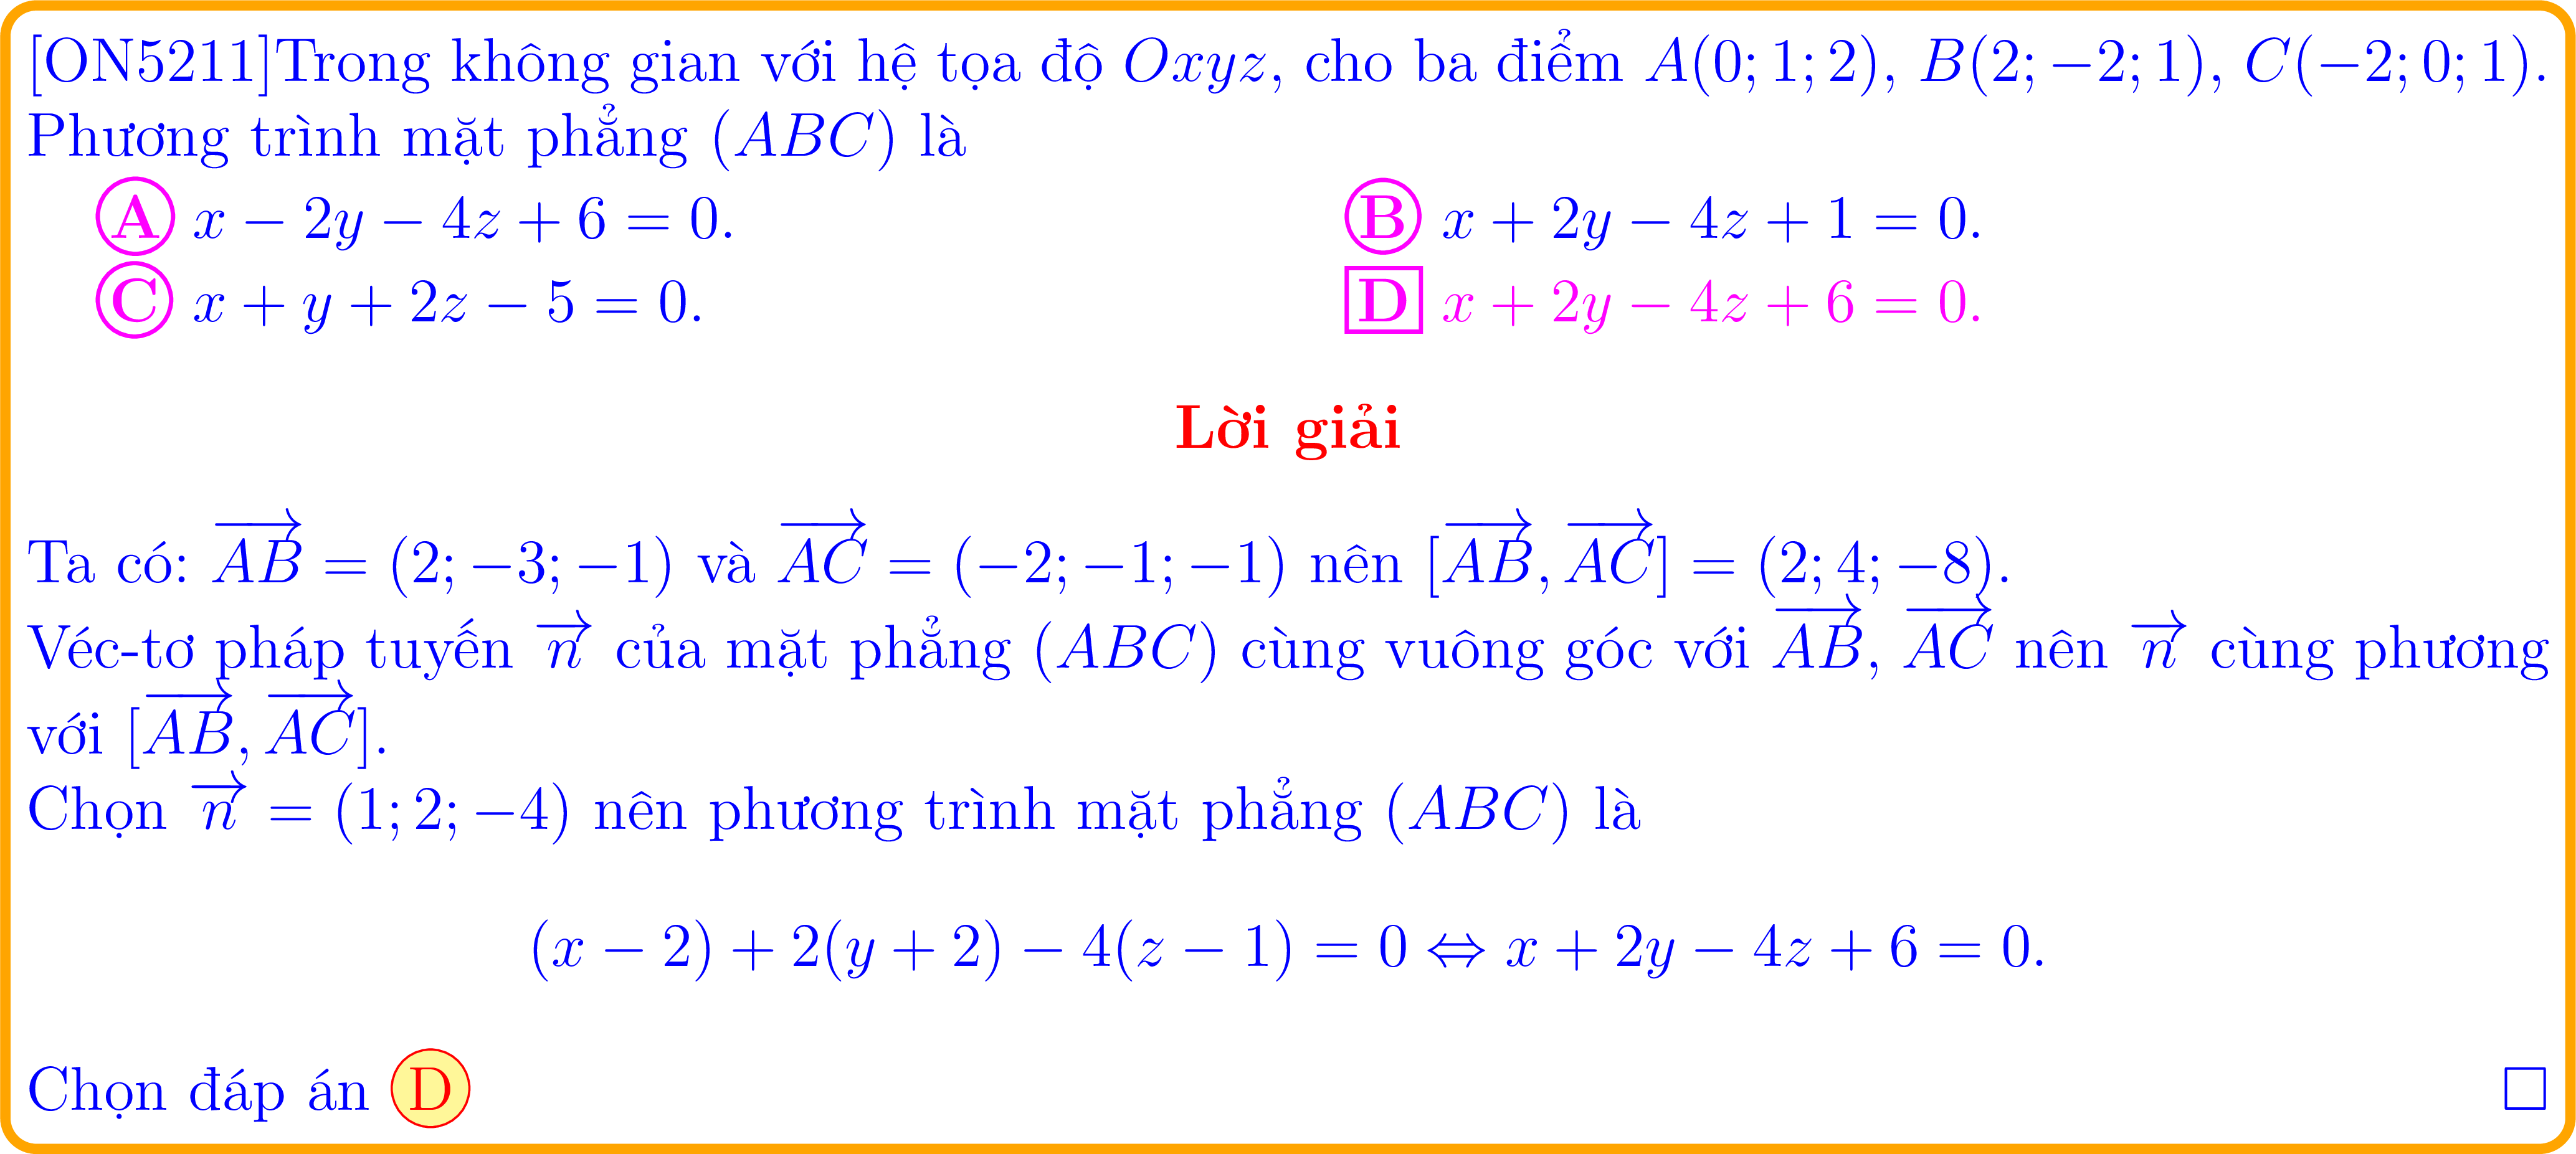 [ON5211]Trong không gian với hệ tọa độ Oxyz, cho ba điểm A(0; 1; 2), B(2; −2; 1), C(−2; 0; 1).
Phương trình mặt phẳng (ABC) là
A x − 2y − 4z + 6 = 0. B x + 2y − 4z + 1 = 0.
C x + y + 2z − 5 = 0. D x + 2y − 4z + 6 = 0.
Lời giải
Ta có: $\overrightarrow{AB}$ = (2; −3; −1) và $\overrightarrow{AC}$ = (−2; −1; −1) nên [$\overrightarrow{AB}$, $\overrightarrow{AC}$] = (2; 4; −8).
Véc-tơ pháp tuyến $\overrightarrow{n}$ của mặt phẳng (ABC) cùng vuông góc với $\overrightarrow{AB}$, $\overrightarrow{AC}$ nên $\overrightarrow{n}$ cùng phương
với [$\overrightarrow{AB}$, $\overrightarrow{AC}$].
Chọn $\overrightarrow{n}$ = (1; 2; −4) nên phương trình mặt phẳng (ABC) là
(x − 2) + 2(y + 2) − 4(z − 1) = 0 ⇔ x + 2y − 4z + 6 = 0.
Chọn đáp án D □